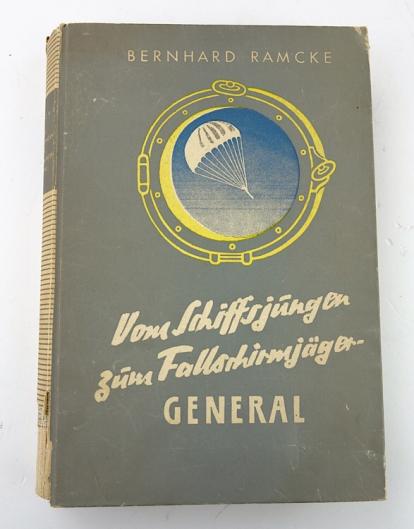 BERNHARD RAMCKE
Vom Schiffsjungen
zum Fallschirmjäger-
GENERAL